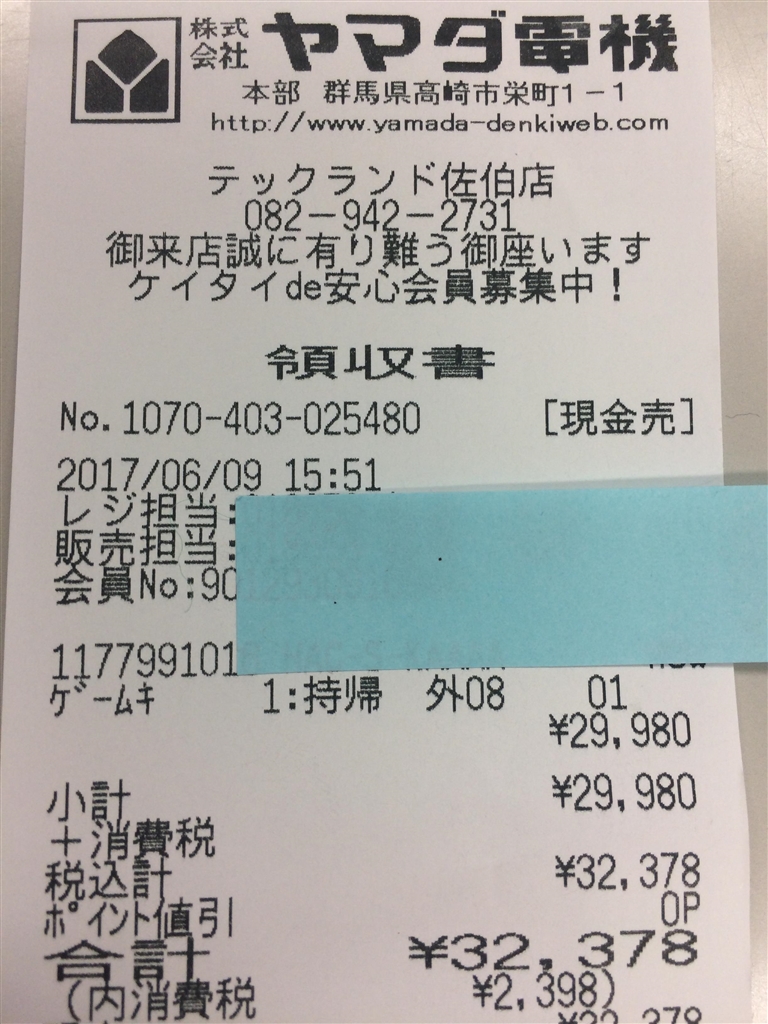 株式会社 ヤマダ電機
本部 群馬県高崎市栄町1-1
http://www.yamada-denkiweb.com
テックランド佐伯店
082-942-2731
御来店誠に有り難う御座います
ケイタイde安心会員募集中!
領収書
No.1070-403-025480 [現金売]
2017/06/09 15:51
レジ担当:
販売担当:
会員No:90
117799101
ゲームキ 1:持帰 外08 01
¥29,980
小計 ¥29,980
+消費税
税込計 ¥32,378
ポイント値引 0P
合計 ¥32,378
(内消費税 ¥2,398)